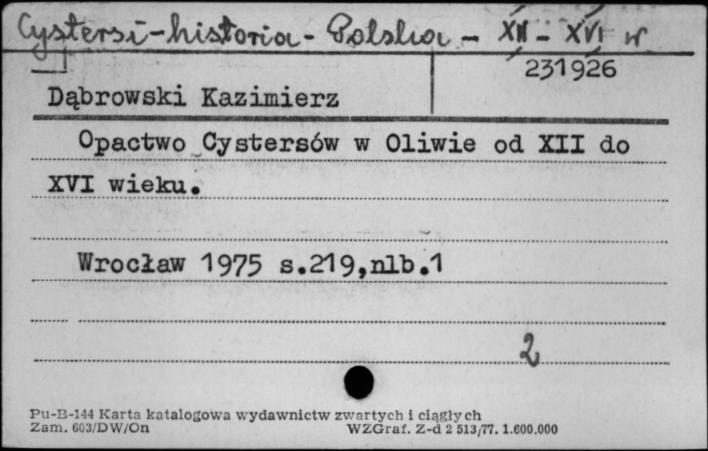 Cystersi-historia-Polska - XII - XVI w
231926
Dąbrowski Kazimierz
Opactwo Cystersów w Oliwie od XII do
XVI wieku.
Wrocław 1975 s.219,nlb.1
2
Pu-B-144 Karta katalogowa wydawnictw zwartych i ciągłych
Zam. 603/DW/On WZGraf. Z-d 2 513/77. 1.600.000